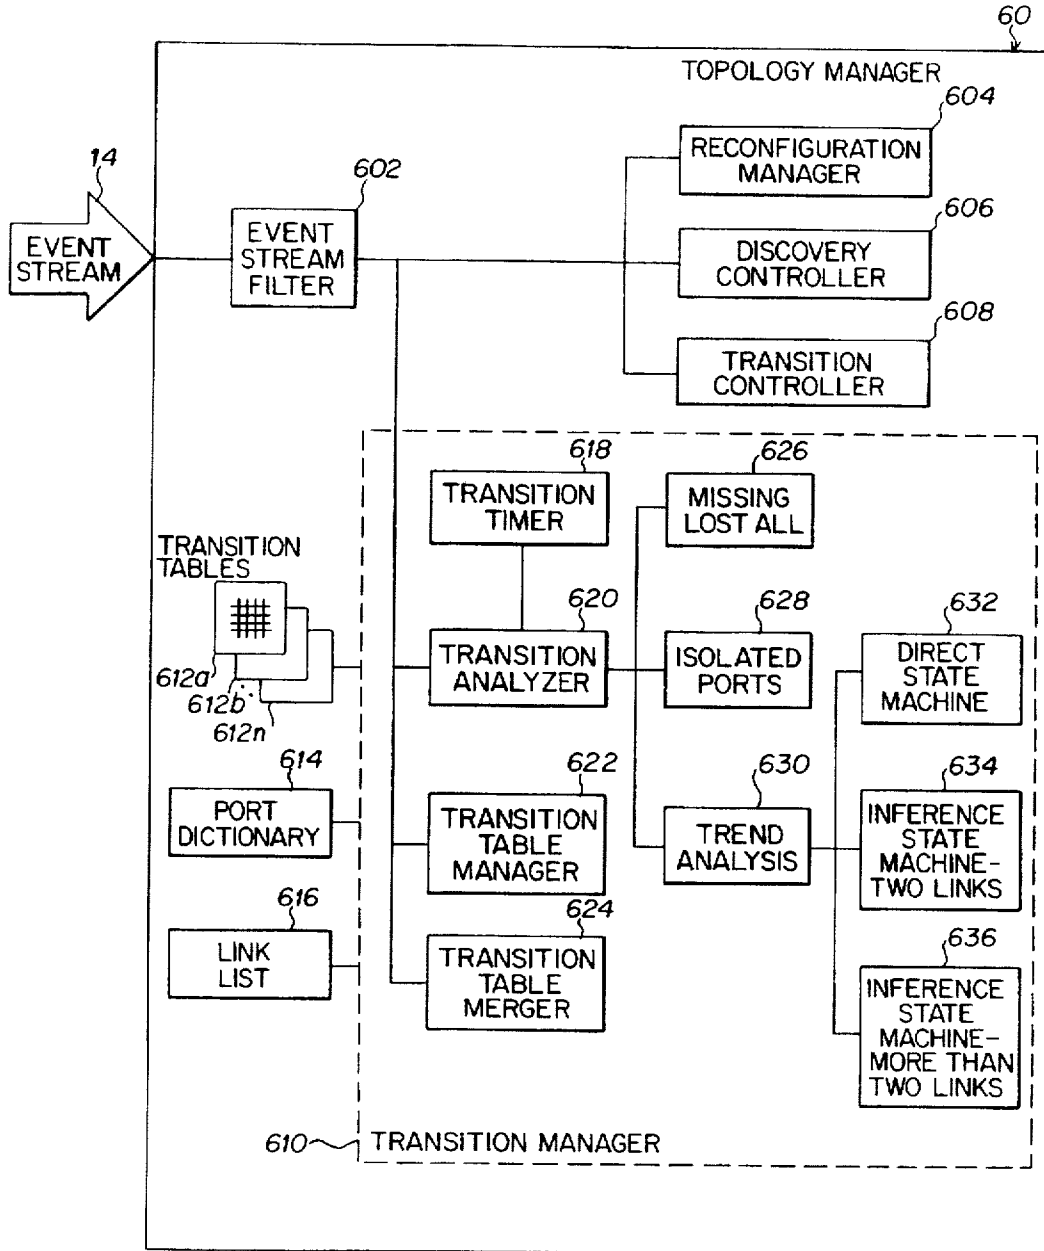 60
TOPOLOGY MANAGER
604
RECONFIGURATION
MANAGER
14
EVENT
STREAM
602
EVENT
STREAM
FILTER
606
DISCOVERY
CONTROLLER
608
TRANSITION
CONTROLLER
618
TRANSITION
TIMER
626
MISSING
LOST ALL
TRANSITION
TABLES
612a
612b
612n
620
TRANSITION
ANALYZER
628
ISOLATED
PORTS
632
DIRECT
STATE
MACHINE
614
PORT
DICTIONARY
622
TRANSITION
TABLE
MANAGER
630
TREND
ANALYSIS
634
INFERENCE
STATE
MACHINE-
TWO LINKS
616
LINK
LIST
624
TRANSITION
TABLE
MERGER
636
INFERENCE
STATE
MACHINE-
MORE THAN
TWO LINKS
610
TRANSITION MANAGER